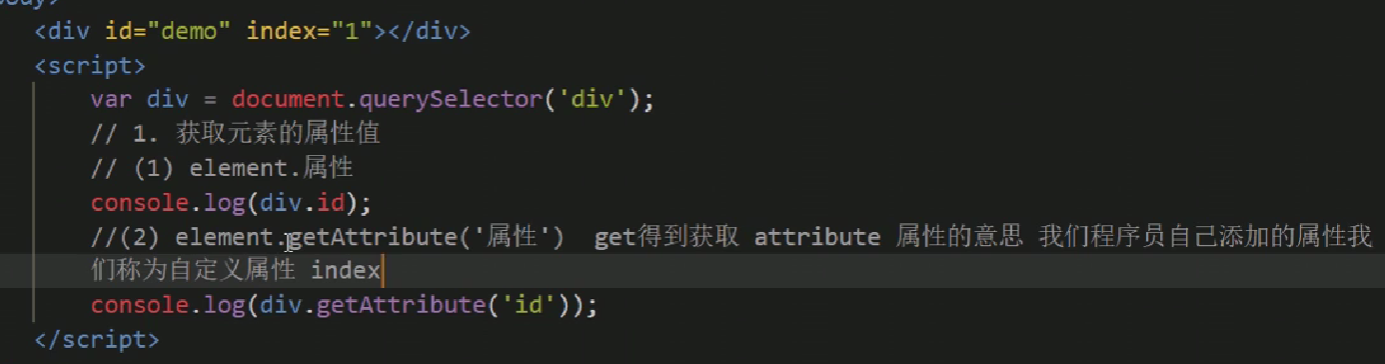 body>
<div id="demo" index="1"></div>
<script>
var div = document.querySelector('div');
// 1. 获取元素的属性值
// (1) element.属性
console.log(div.id);
//(2) element.getAttribute('属性')  get得到获取 attribute 属性的意思 我们程序员自己添加的属性我
们称为自定义属性 index
console.log(div.getAttribute('id'));
</script>